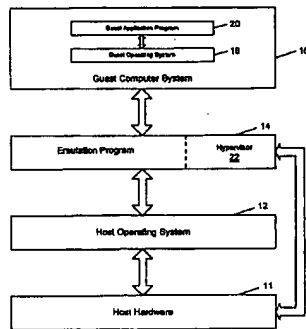 Guest Application Program
20
Guest Operating System
18
Guest Computer System
16
14
Emulation Program
Hypervisor
22
12
Host Operating System
11
Host Hardware